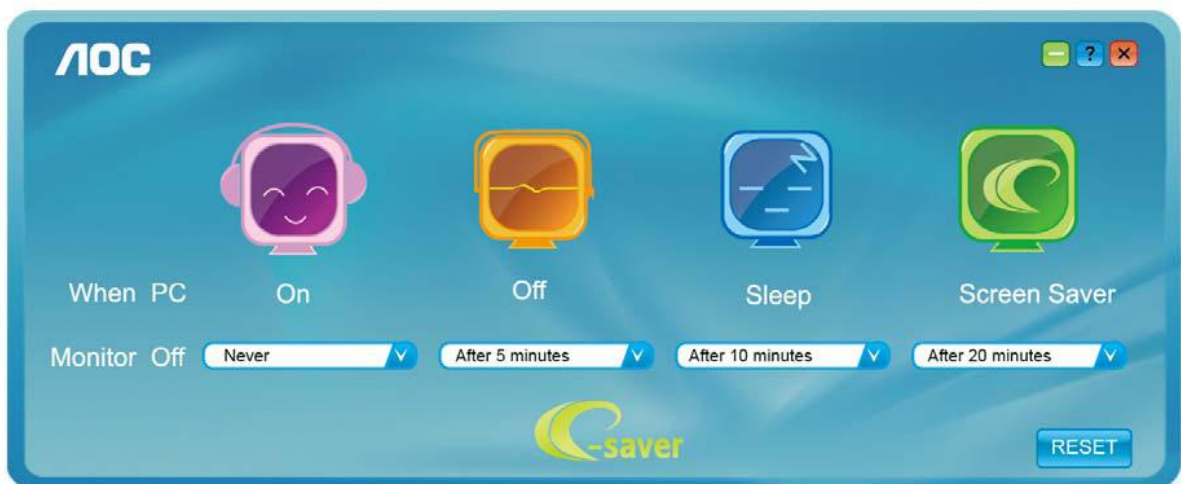 AOC
?
When PC On Off Sleep Screen Saver
Monitor Off Never After 5 minutes After 10 minutes After 20 minutes
e-saver
RESET